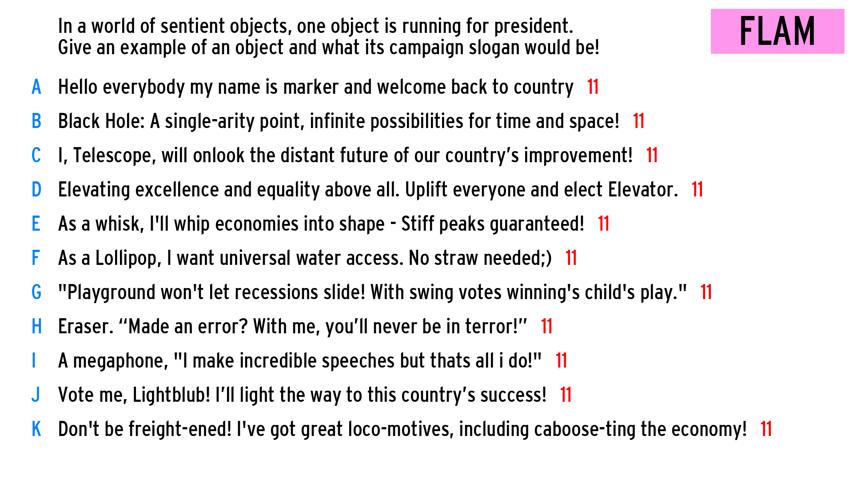 In a world of sentient objects, one object is running for president.
Give an example of an object and what its campaign slogan would be!
FLAM
A Hello everybody my name is marker and welcome back to country 11
B Black Hole: A single-arity point, infinite possibilities for time and space! 11
C I, Telescope, will onlook the distant future of our country’s improvement! 11
D Elevating excellence and equality above all. Uplift everyone and elect Elevator. 11
E As a whisk, I'll whip economies into shape - Stiff peaks guaranteed! 11
F As a Lollipop, I want universal water access. No straw needed;) 11
G "Playground won't let recessions slide! With swing votes winning's child's play." 11
H Eraser. “Made an error? With me, you’ll never be in terror!” 11
I A megaphone, "I make incredible speeches but thats all i do!" 11
J Vote me, Lightblub! I’ll light the way to this country’s success! 11
K Don't be freight-ened! I've got great loco-motives, including caboose-ting the economy! 11